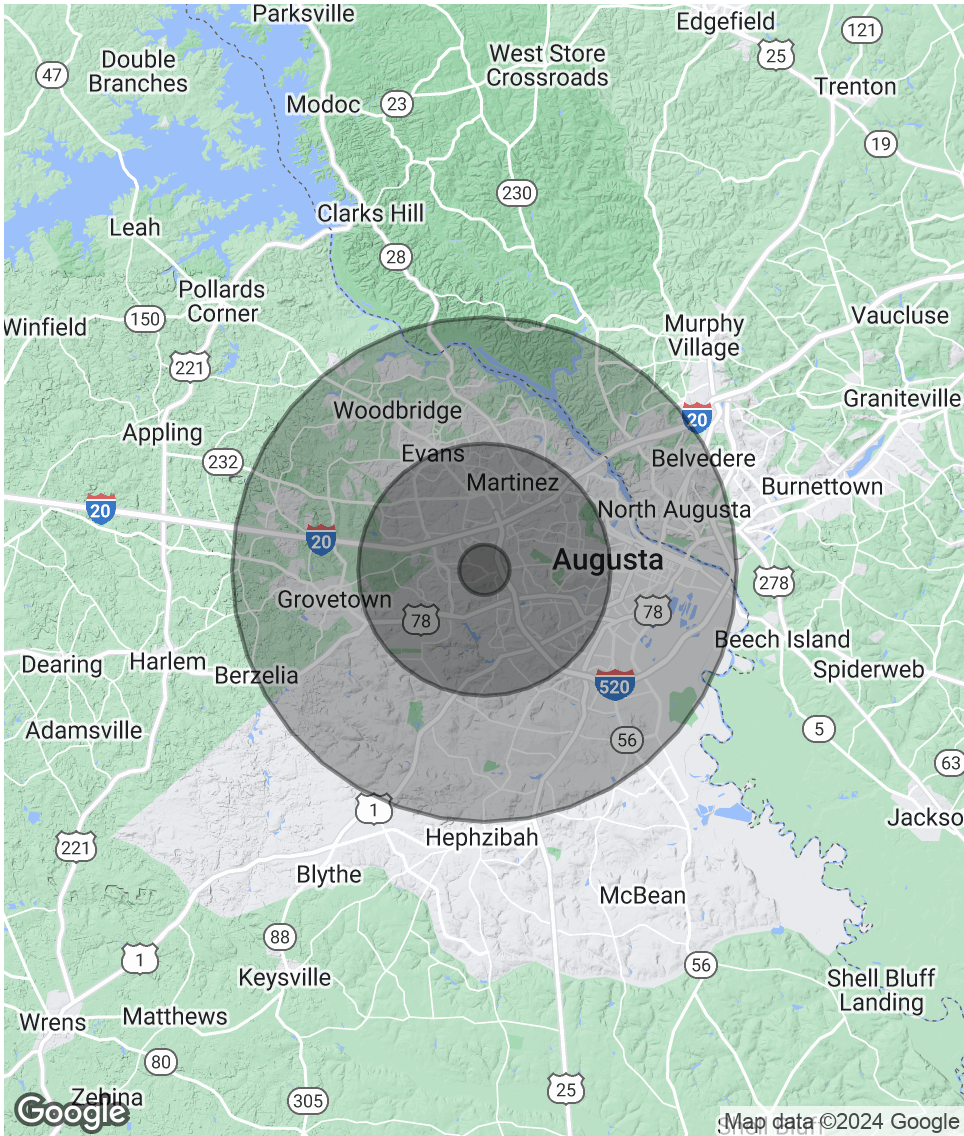 Parksville
Edgefield
121
25
Double
Branches
47
West Store
Crossroads
Trenton
Modoc
23
19
230
Clarks Hill
Leah
28
Pollards
Corner
Winfield
150
Murphy
Village
Vaucluse
221
Graniteville
Woodbridge
20
Appling
Evans
232
Belvedere
Martinez
Burnettown
20
North Augusta
20
Augusta
278
Grovetown
78
78
Beech Island
Dearing
Harlem
Spiderweb
Berzelia
520
Adamsville
56
5
63
Jackso
1
Hephzibah
221
Blythe
McBean
88
1
56
Keysville
Shell Bluff
Landing
Wrens
Matthews
80
Zehina
305
25
Google
Map data ©2024 Google
Shell Bluff